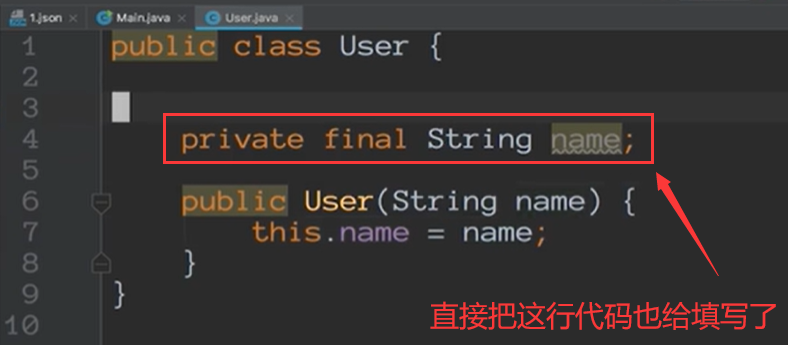 1.json × Main.java × User.java ×
1 public class User {
2
3
4 private final String name;
5
6 public User(String name) {
7 this.name = name;
8 }
9 }
10
直接把这行代码也给填写了